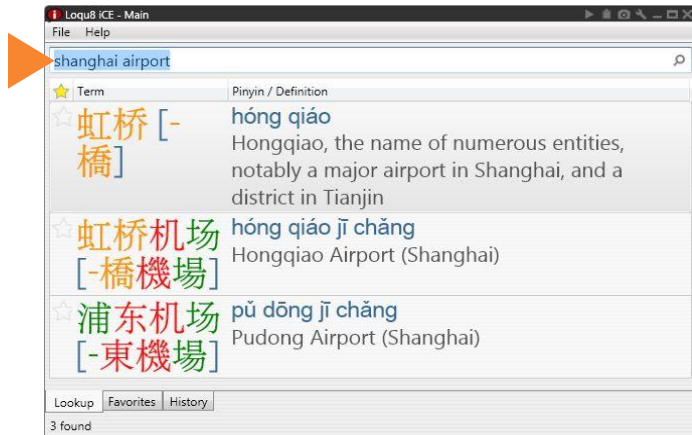 Loqu8 iCE - Main
File Help
shanghai airport
Term Pinyin / Definition
虹桥 [-
橋]
hóng qiáo
Hongqiao, the name of numerous entities,
notably a major airport in Shanghai, and a
district in Tianjin
虹桥机场
[-橋機場]
hóng qiáo jī chǎng
Hongqiao Airport (Shanghai)
浦东机场
[-東機場]
pǔ dōng jī chǎng
Pudong Airport (Shanghai)
Lookup Favorites History
3 found